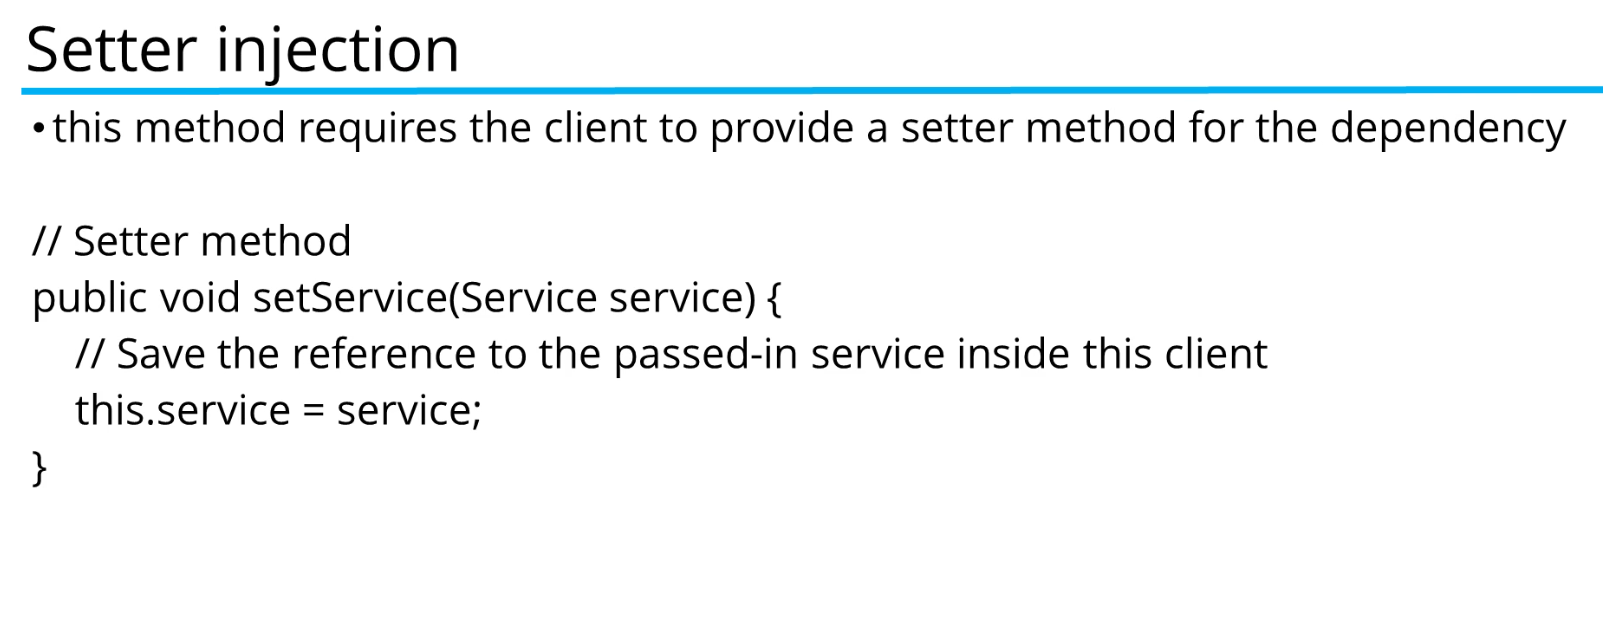 Setter injection
• this method requires the client to provide a setter method for the dependency
// Setter method
public void setService(Service service) {
// Save the reference to the passed-in service inside this client
this.service = service;
}